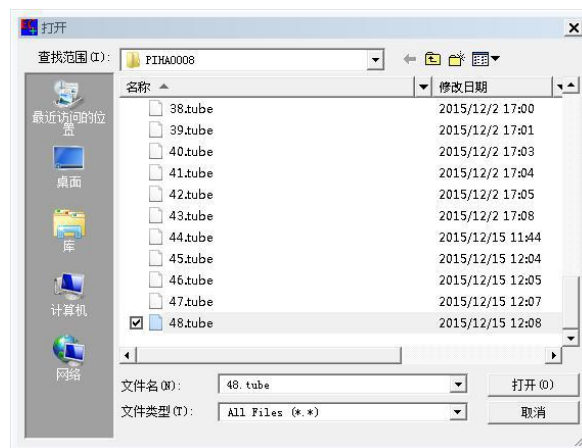 打开
查找范围(I): PIHA0008
名称 修改日期
38.tube 2015/12/2 17:00
39.tube 2015/12/2 17:01
40.tube 2015/12/2 17:03
41.tube 2015/12/2 17:04
42.tube 2015/12/2 17:05
43.tube 2015/12/2 17:08
44.tube 2015/12/15 11:44
45.tube 2015/12/15 12:04
46.tube 2015/12/15 12:05
47.tube 2015/12/15 12:07
48.tube 2015/12/15 12:08
最近访问的位
置
桌面
库
计算机
网络
文件名(N): 48.tube 打开(O)
文件类型(T): All Files (*.*) 取消